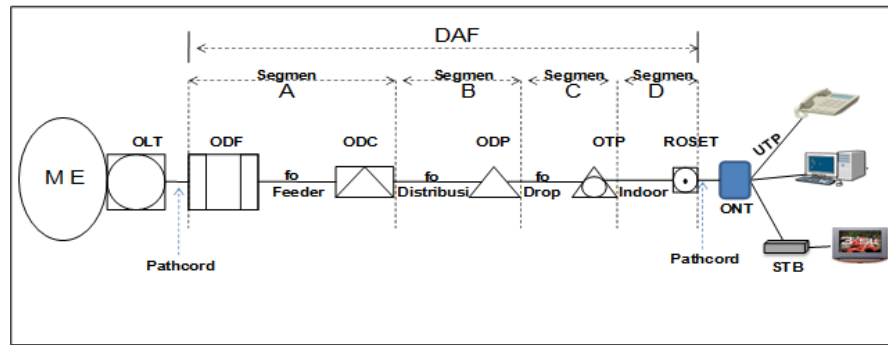 DAF
Segmen
A
Segmen
B
Segmen
C
Segmen
D
M E
OLT
ODF
ODC
ODP
OTP
ROSET
UTP
fo
Feeder
fo
Distribusi
fo
Drop
Indoor
ONT
Pathcord
Pathcord
STB